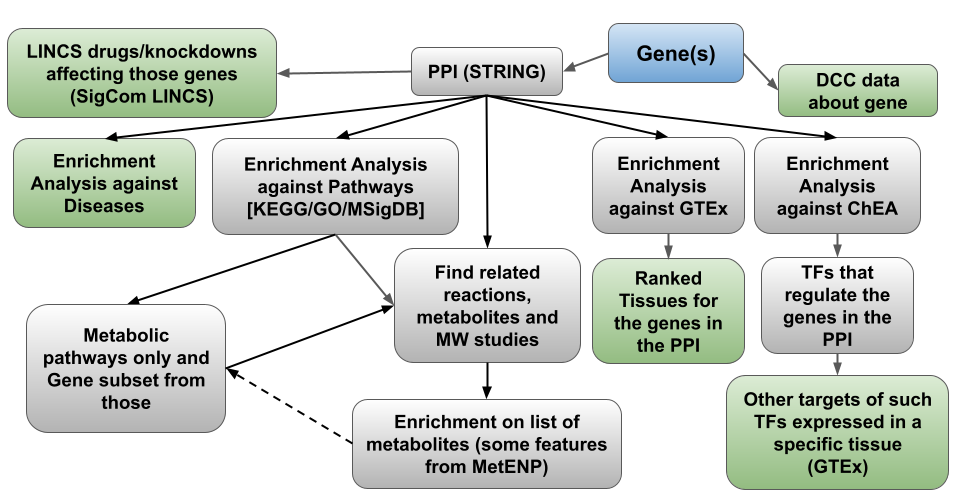 LINCS drugs/knockdowns
affecting those genes
(SigCom LINCS)
PPI (STRING)
Gene(s)
DCC data
about gene
Enrichment
Analysis against
Diseases
Enrichment Analysis
against Pathways
[KEGG/GO/MSigDB]
Enrichment
Analysis
against GTEx
Enrichment
Analysis
against ChEA
Metabolic
pathways only and
Gene subset from
those
Find related
reactions,
metabolites and
MW studies
Ranked
Tissues for
the genes in
the PPI
TFs that
regulate the
genes in the
PPI
Enrichment on list of
metabolites (some features
from MetENP)
Other targets of such
TFs expressed in a
specific tissue
(GTEx)